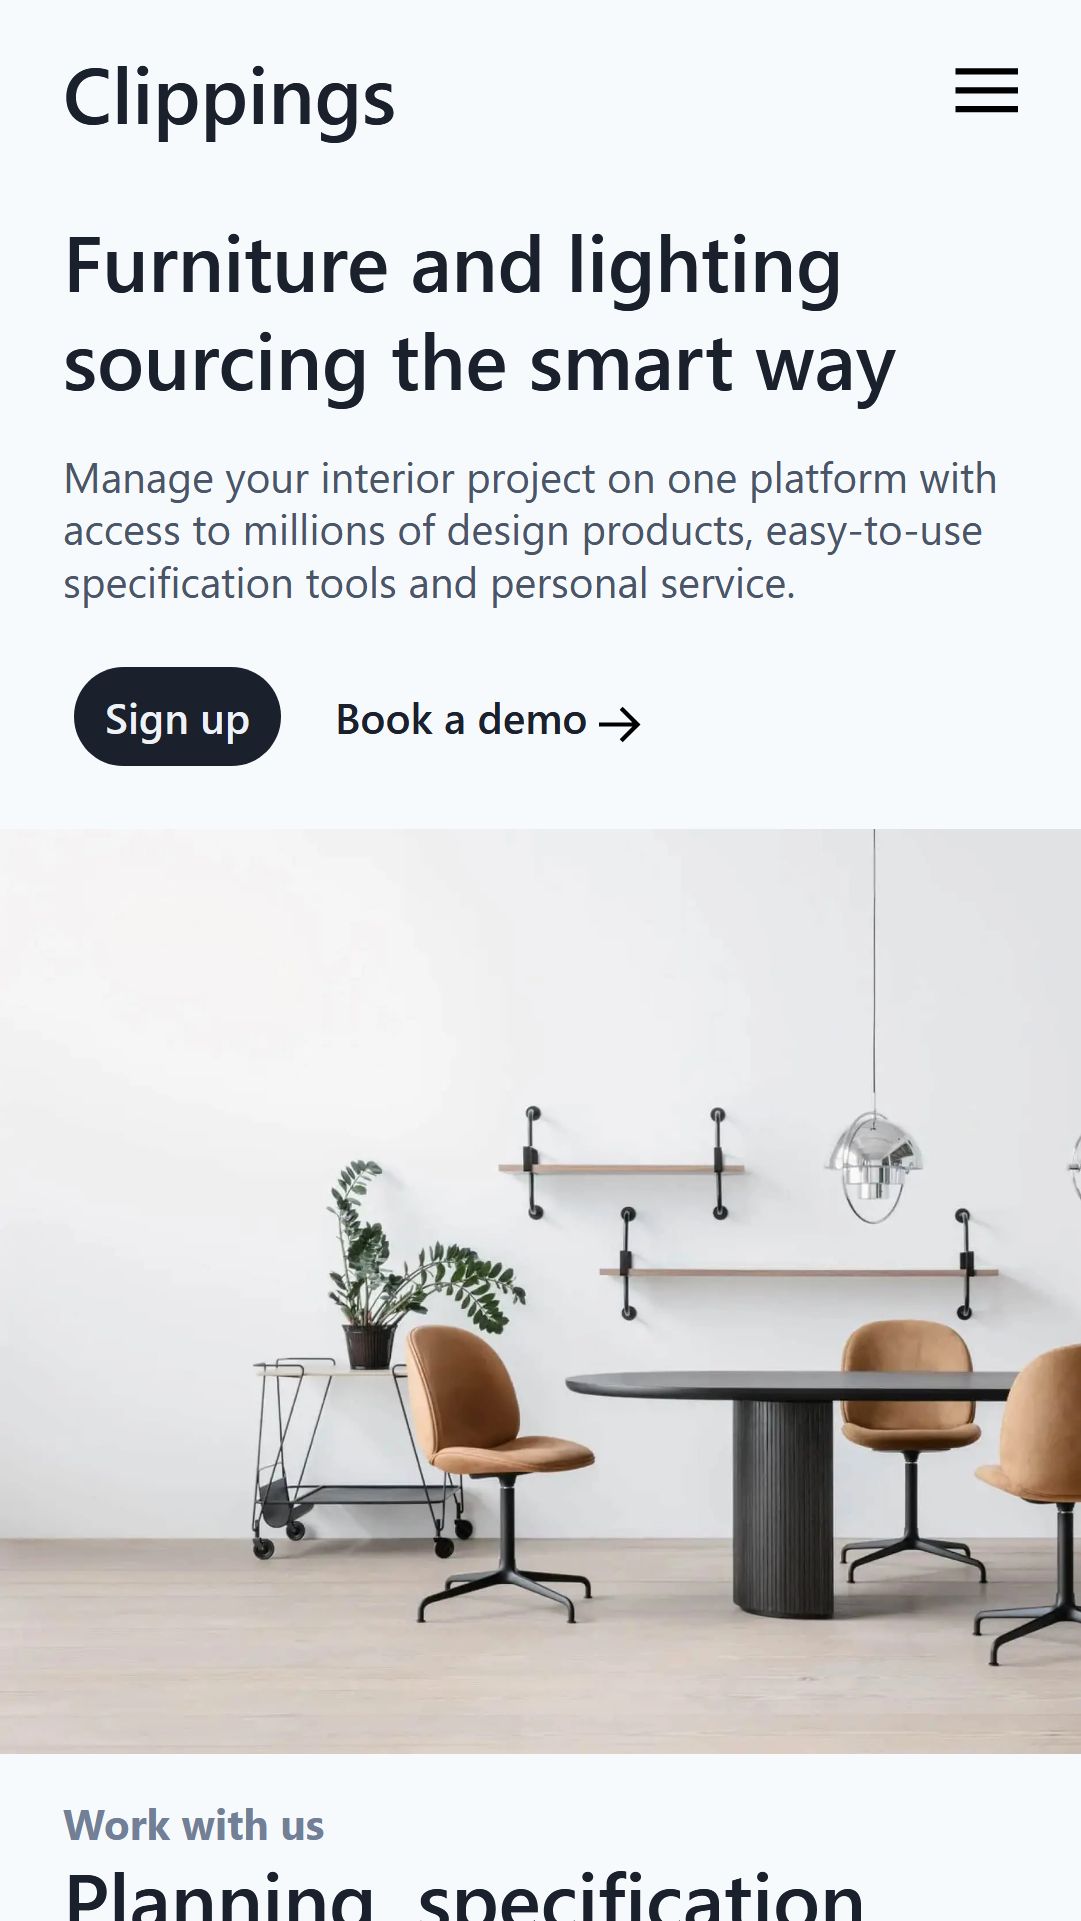 Clippings
Furniture and lighting
sourcing the smart way
Manage your interior project on one platform with
access to millions of design products, easy-to-use
specification tools and personal service.
Sign up
Book a demo →
Work with us
Planning, specification